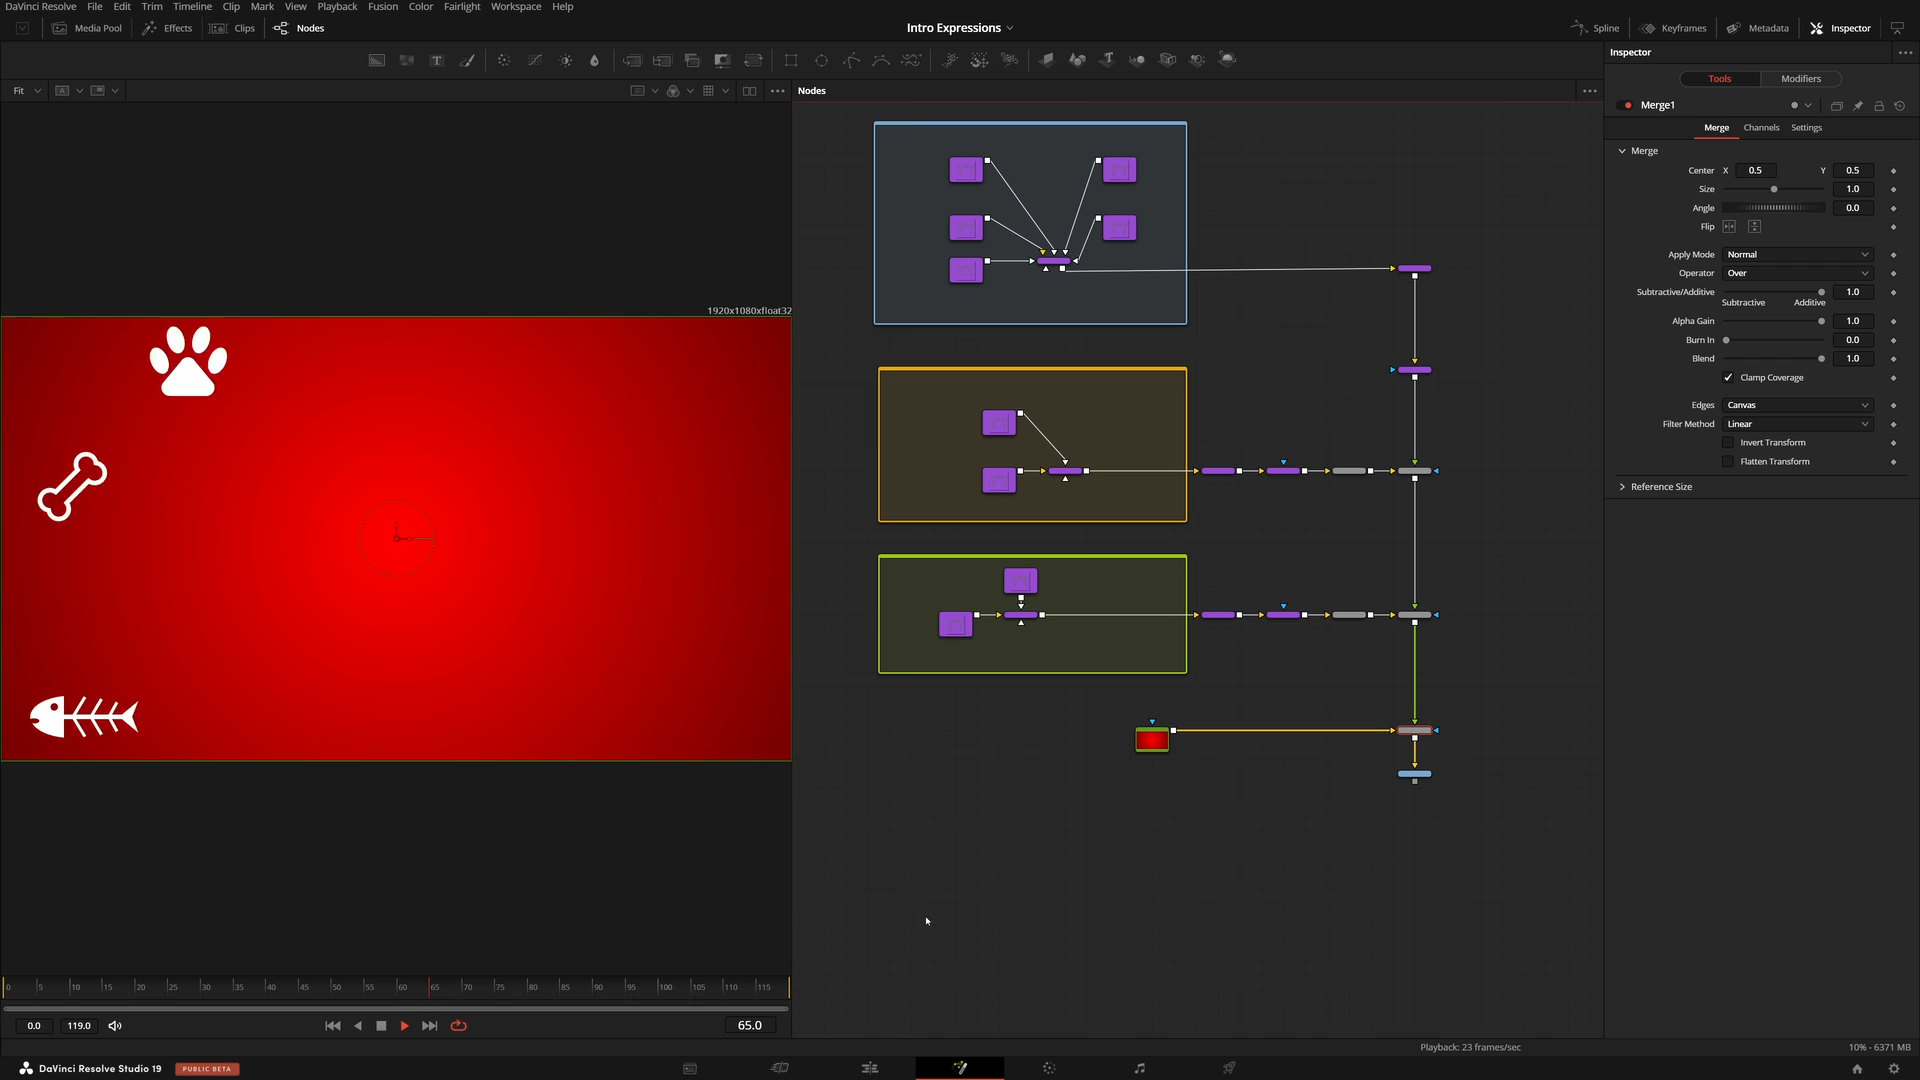 DaVinci Resolve File Edit Trim Timeline Clip Mark View Playback Fusion Color Fairlight Workspace Help
Media Pool Effects Clips Nodes Intro Expressions Spline Keyframes Metadata Inspector
Inspector
Tools Modifiers
Fit Nodes
Merge1
Merge Channels Settings
Merge
Center X 0.5 Y 0.5
Size 1.0
Angle 0.0
Flip
Apply Mode Normal
Operator Over
Subtractive/Additive 1.0
Subtractive Additive
1920x1080xfloat32
Alpha Gain 1.0
Burn In 0.0
Blend 1.0
Clamp Coverage
Edges Canvas
Filter Method Linear
Invert Transform
Flatten Transform
Reference Size
0 5 10 15 20 25 30 35 40 45 50 55 60 65 70 75 80 85 90 95 100 105 110 115
0.0 119.0 65.0
Playback: 23 frames/sec 10% - 6371 MB
DaVinci Resolve Studio 19 PUBLIC BETA